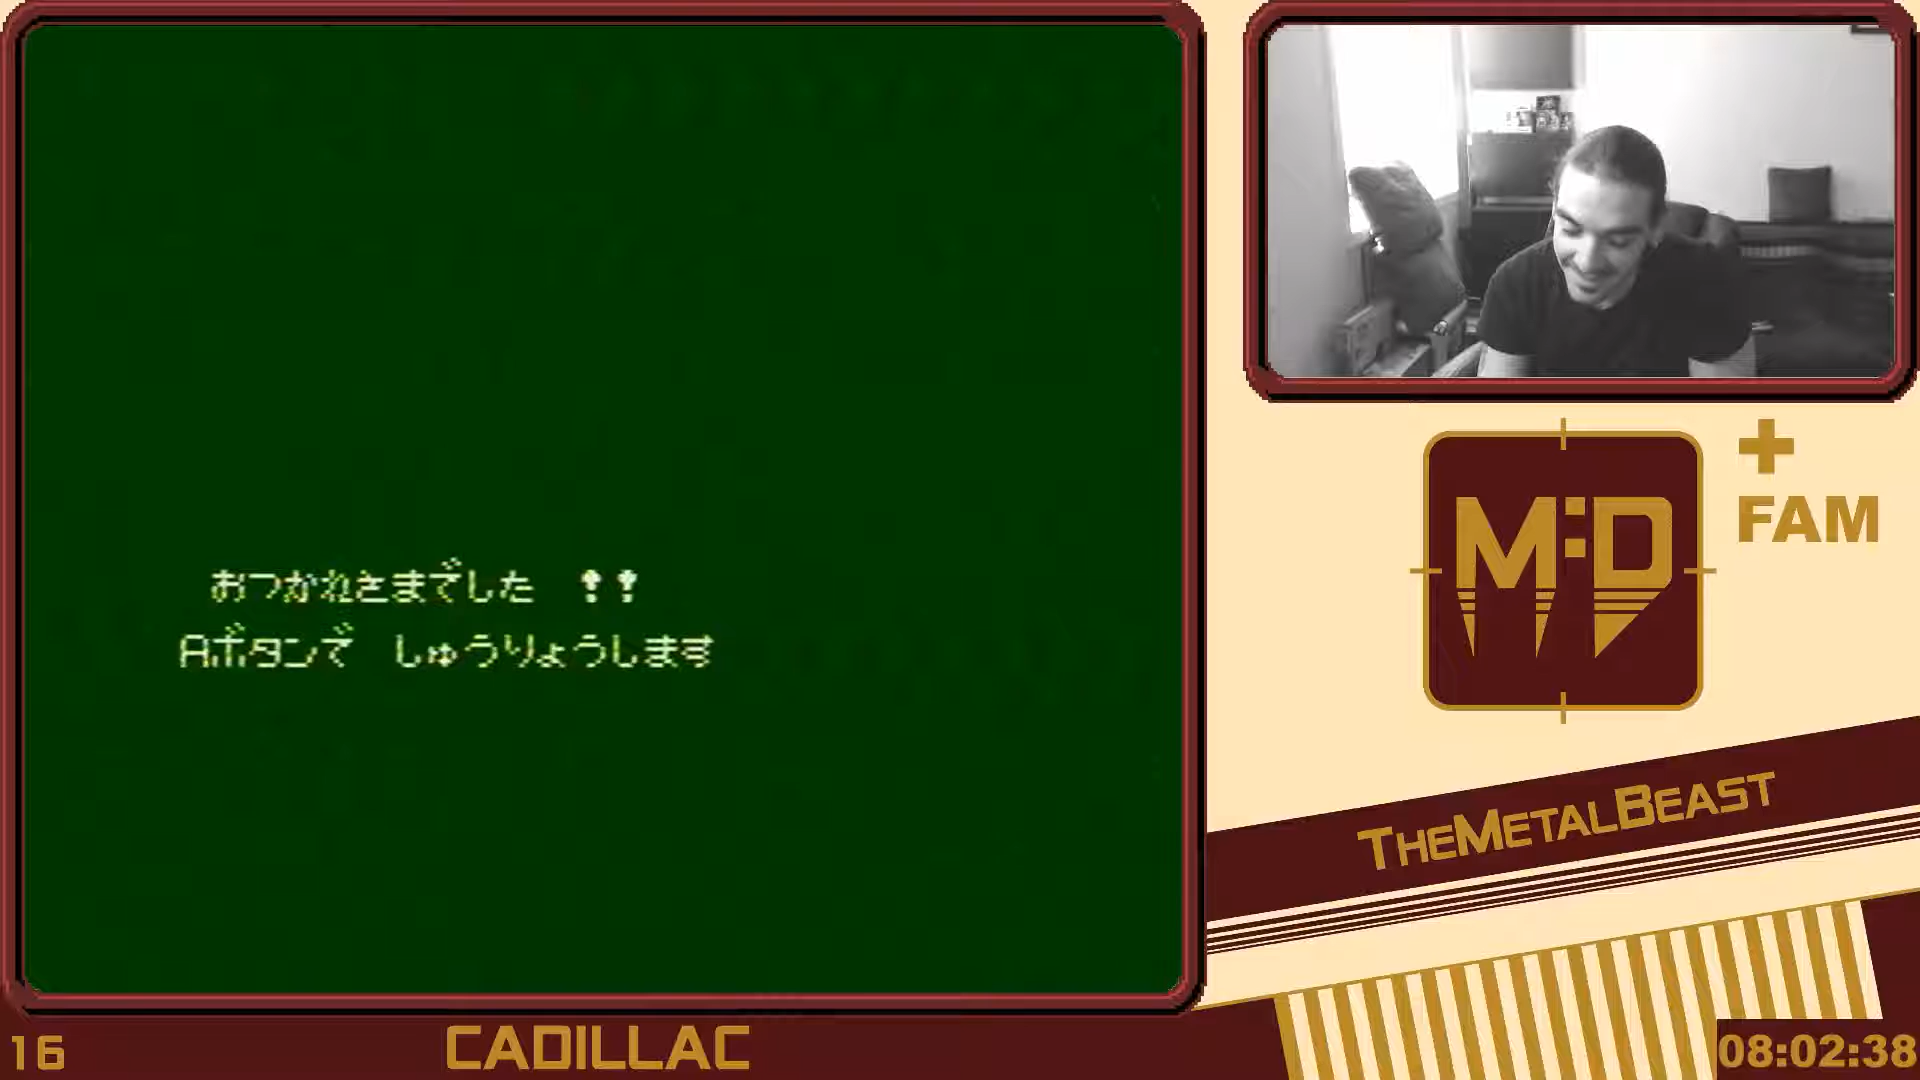 おつかれさまでした !!
Aボタンで しゅうりょうします
+
FAM
M:D
THEMETALBEAST
16
CADILLAC
08:02:38